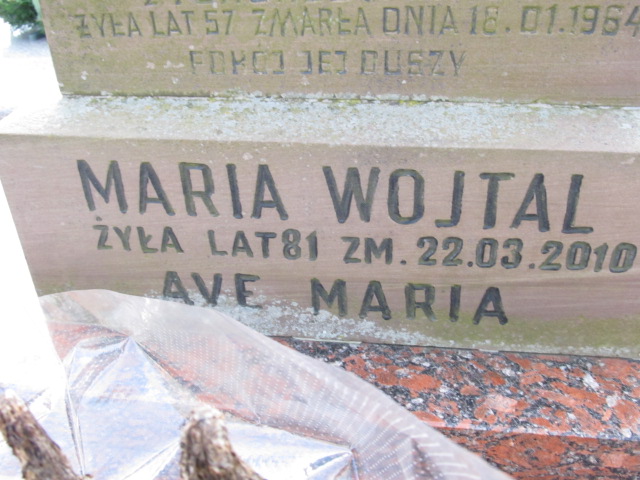 ŻYŁA LAT 57 ZMARŁA DNIA 18.01.1964
POKÓJ JEJ DUSZY
MARIA WOJTAL
ŻYŁA LAT 81 ZM. 22.03.2010
AVE MARIA